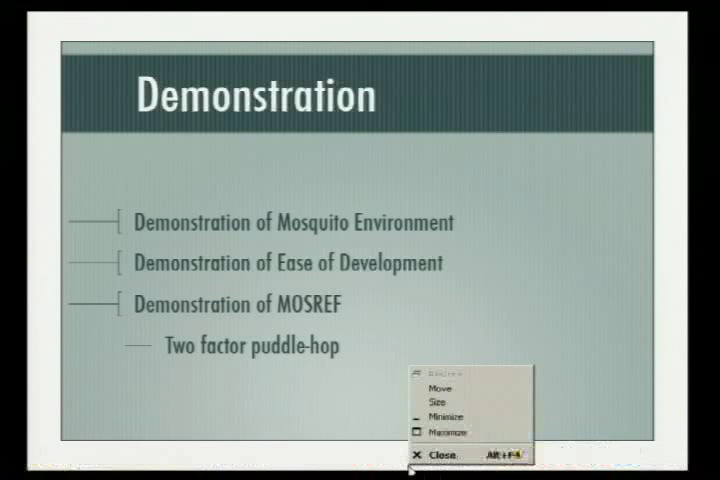 Demonstration
Demonstration of Mosquito Environment
Demonstration of Ease of Development
Demonstration of MOSREF
Two factor puddle-hop
Restore
Move
Size
Minimize
Maximize
Close Alt+F4